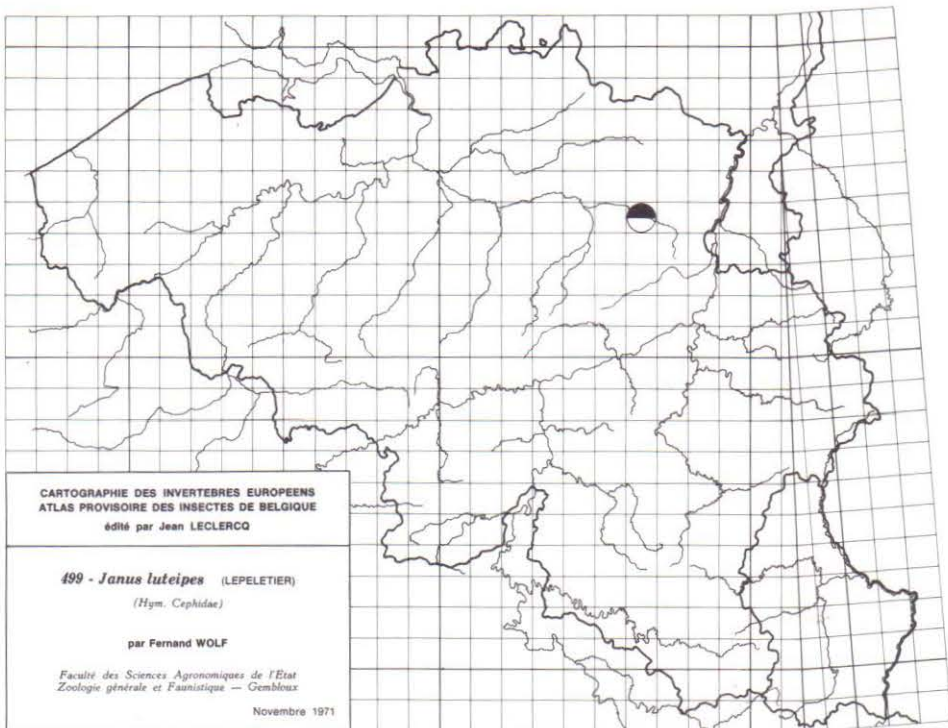 CARTOGRAPHIE DES INVERTEBRES EUROPEENS
ATLAS PROVISOIRE DES INSECTES DE BELGIQUE
édité par Jean LECLERCQ
499 - Janus luteipes (LEPELETIER)
(Hym. Cephidae)
par Fernand WOLF
Faculté des Sciences Agronomiques de l'Etat
Zoologie générale et Faunistique — Gembloux
Novembre 1971